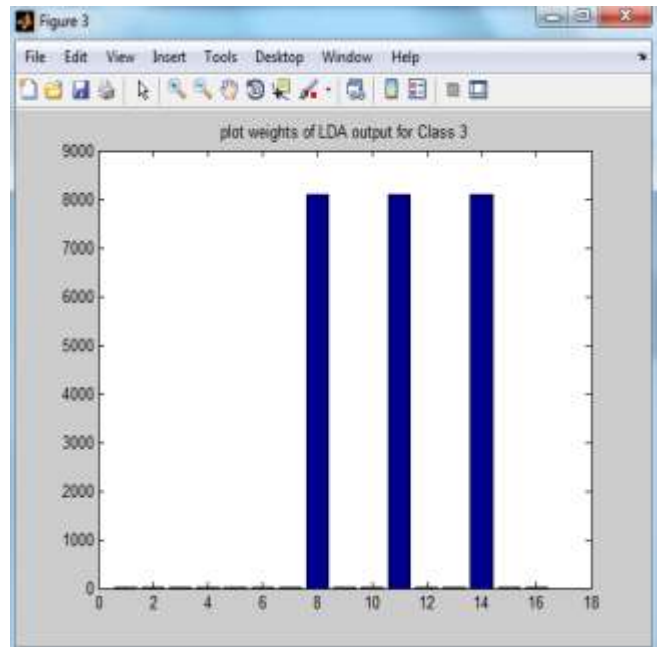 Figure 3
File Edit View Insert Tools Desktop Window Help
plot weights of LDA output for Class 3
9000
8000
7000
6000
5000
4000
3000
2000
1000
0
0 2 4 6 8 10 12 14 16 18